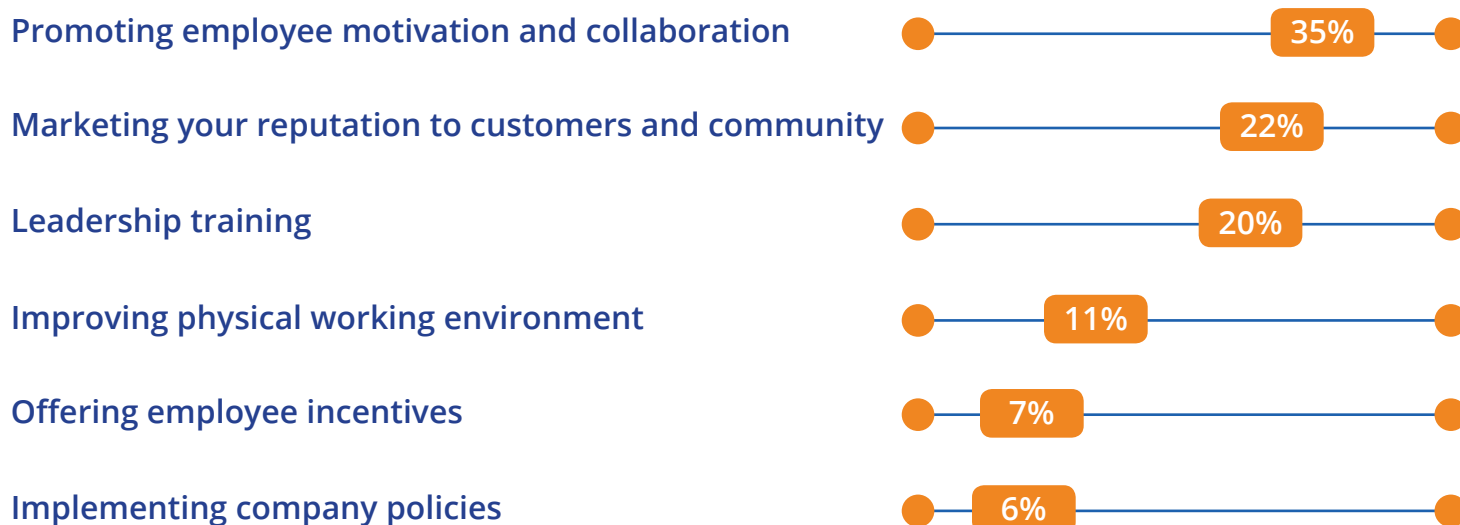 Promoting employee motivation and collaboration 35%
Marketing your reputation to customers and community 22%
Leadership training 20%
Improving physical working environment 11%
Offering employee incentives 7%
Implementing company policies 6%